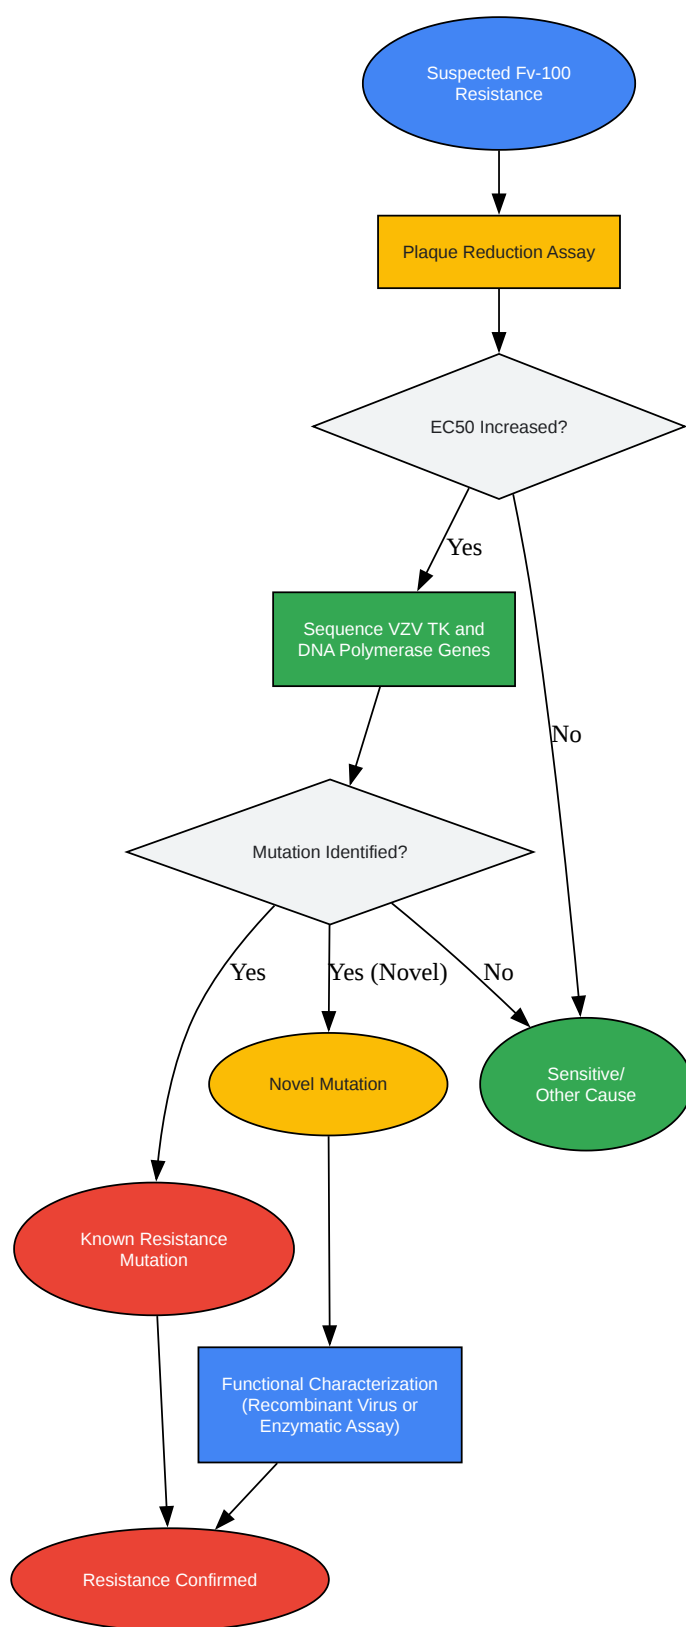 Suspected Fv-100
Resistance
Plaque Reduction Assay
EC50 Increased?
Yes
Sequence VZV TK and
DNA Polymerase Genes
No
Mutation Identified?
Yes
Yes (Novel)
No
Novel Mutation
Sensitive/
Other Cause
Known Resistance
Mutation
Functional Characterization
(Recombinant Virus or
Enzymatic Assay)
Resistance Confirmed